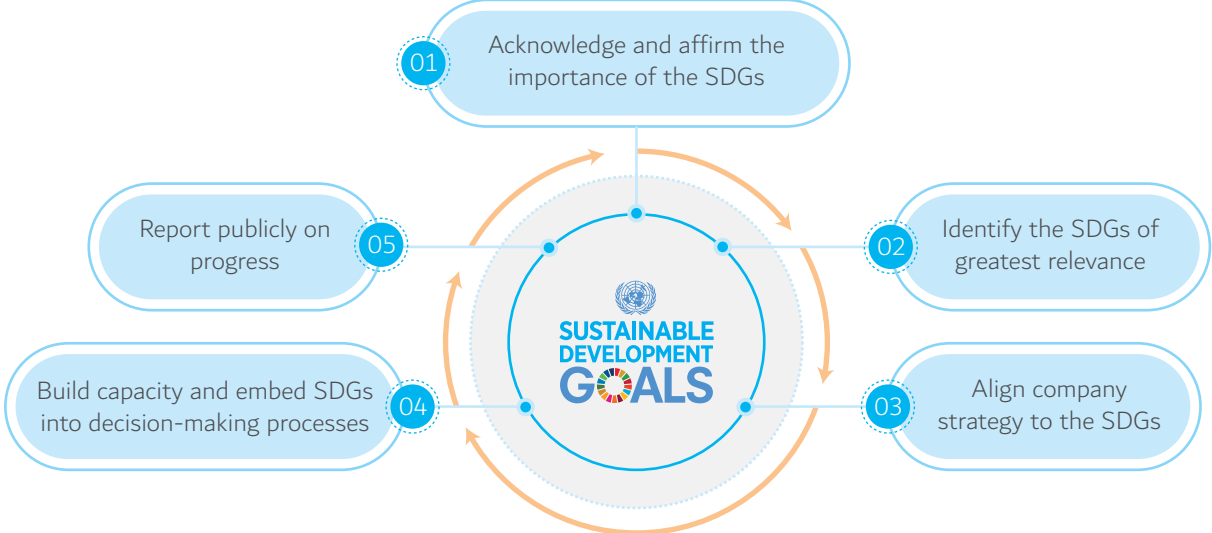 01
Acknowledge and affirm the
importance of the SDGs
02
Identify the SDGs of
greatest relevance
03
Align company
strategy to the SDGs
04
Build capacity and embed SDGs
into decision-making processes
05
Report publicly on
progress
SUSTAINABLE
DEVELOPMENT
GOALS